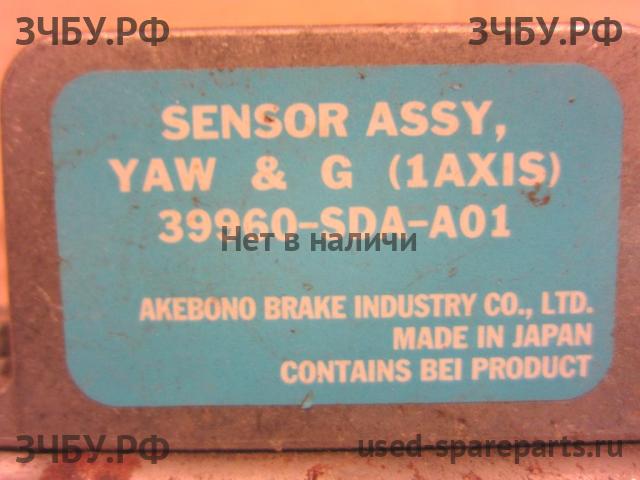 ЗЧБУ.РФ ЗЧБУ.РФ
SENSOR ASSY,
YAW & G (1AXIS)
39960-SDA-A01
Нет в наличи
AKEBONO BRAKE INDUSTRY CO., LTD.
MADE IN JAPAN
CONTAINS BEI PRODUCT
ЗЧБУ.РФ used-spareparts.ru